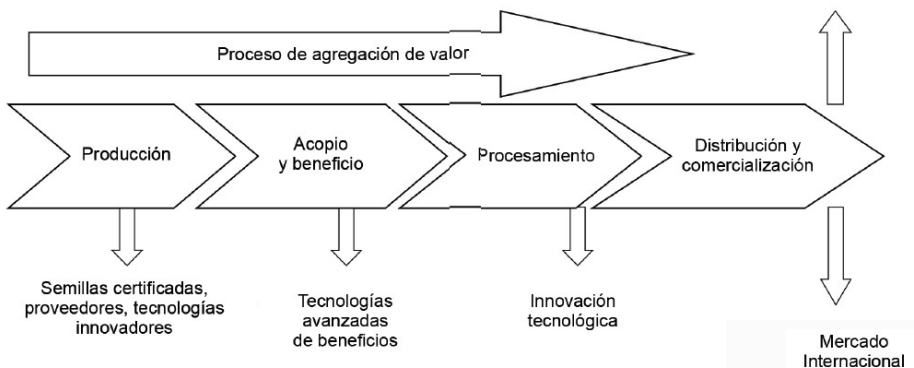 Proceso de agregación de valor
Producción
Acopio
y beneficio
Procesamiento
Distribución y
comercialización
Semillas certificadas,
proveedores, tecnologías
innovadores
Tecnologías
avanzadas
de beneficios
Innovación
tecnológica
Mercado
Internacional